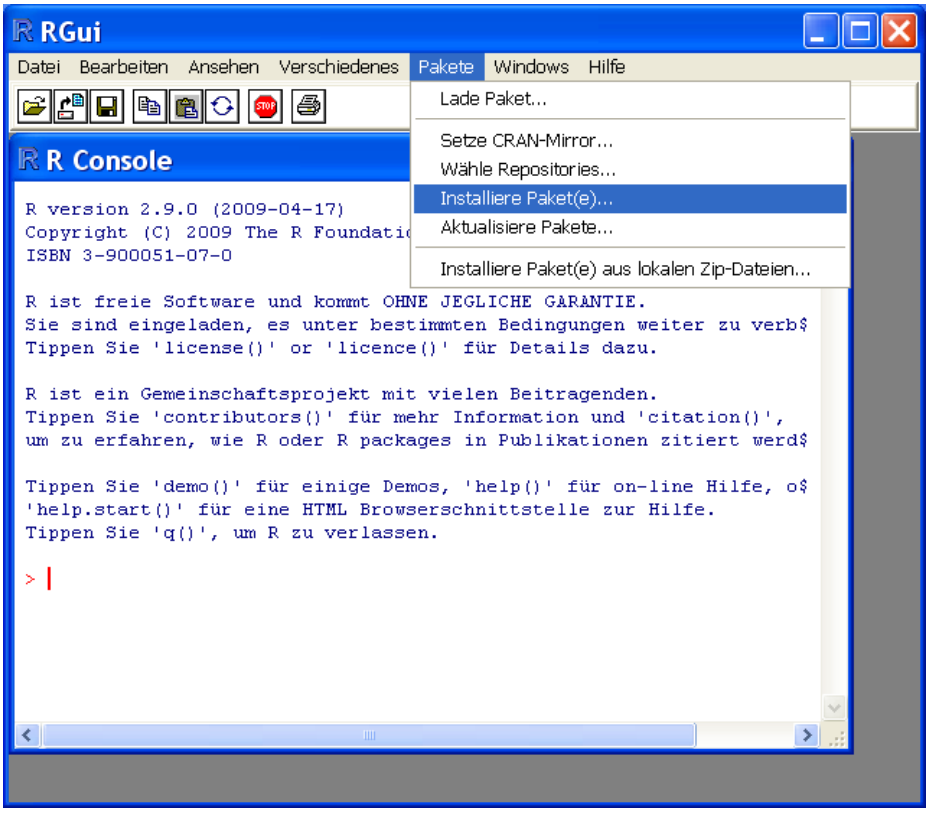 RGui
Datei Bearbeiten Ansehen Verschiedenes Pakete Windows Hilfe
STOP
Lade Paket...
Setze CRAN-Mirror...
Wähle Repositories...
Installiere Paket(e)...
Aktualisiere Pakete...
Installiere Paket(e) aus lokalen Zip-Dateien...
R Console
R version 2.9.0 (2009-04-17)
Copyright (C) 2009 The R Foundatio
ISBN 3-900051-07-0
R ist freie Software und kommt OHNE JEGLICHE GARANTIE.
Sie sind eingeladen, es unter bestimmten Bedingungen weiter zu verb$
Tippen Sie 'license()' or 'licence()' für Details dazu.
R ist ein Gemeinschaftsprojekt mit vielen Beitragenden.
Tippen Sie 'contributors()' für mehr Information und 'citation()',
um zu erfahren, wie R oder R packages in Publikationen zitiert werd$
Tippen Sie 'demo()' für einige Demos, 'help()' für on-line Hilfe, o$
'help.start()' für eine HTML Browserschnittstelle zur Hilfe.
Tippen Sie 'q()', um R zu verlassen.
>